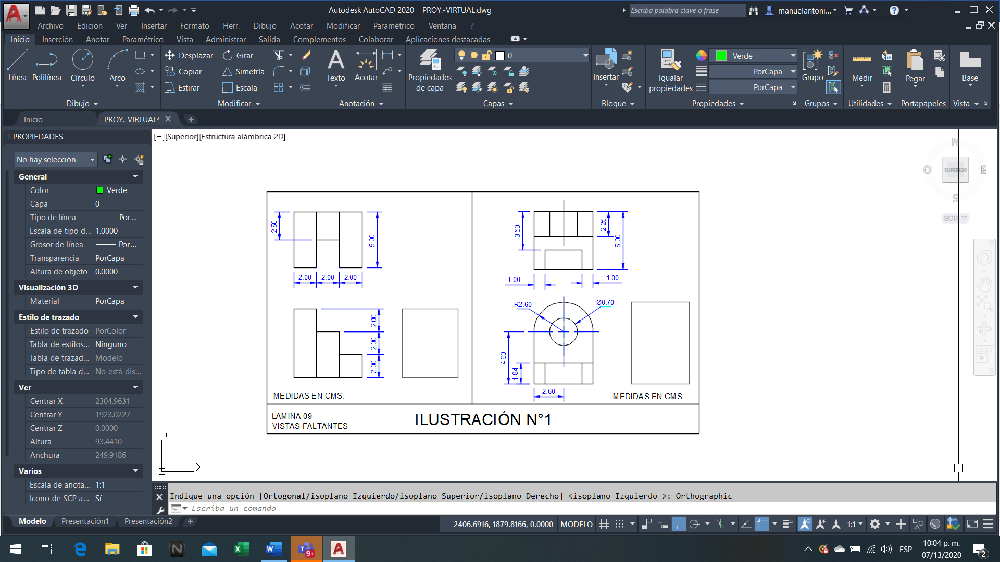 Autodesk AutoCAD 2020 PROY.-VIRTUAL.dwg
Escriba palabra clave o frase
manuelantoni...
Archivo Edición Ver Insertar Formato Herr. Dibujo Acotar Modificar Paramétrico Ventana ?
Inicio Inserción Anotar Paramétrico Vista Administrar Salida Complementos Colaborar Aplicaciones destacadas
Línea Polilínea Círculo Arco
Dibujo
Desplazar Girar
Copiar Simetría
Estirar Escala
Modificar
Texto Acotar
Anotación
Propiedades
de capa
0
Capas
Insertar
Bloque
Igualar
propiedades
Verde
PorCapa
PorCapa
Propiedades
Grupo
Grupos
Medir
Utilidades
Pegar
Portapapeles
Base
Vista
Inicio PROY.-VIRTUAL*
PROPIEDADES
No hay selección
General
Color Verde
Capa 0
Tipo de línea Por...
Escala de tipo d... 1.0000
Grosor de línea Por...
Transparencia PorCapa
Altura de objeto 0.0000
Visualización 3D
Material PorCapa
Estilo de trazado
Estilo de trazado PorColor
Tabla de estilos... Ninguno
Tabla de trazad... Modelo
Tipo de tabla d... No está dis...
Ver
Centrar X 2304.9631
Centrar Y 1923.0227
Centrar Z 0.0000
Altura 93.4410
Anchura 249.9186
Varios
Escala de anota... 1:1
Icono de SCP a... Sí
[−][Superior][Estructura alámbrica 2D]
N
O SUPERIOR E
S
SCU
2.50
5.00
2.00 2.00 2.00
2.00
2.00
2.00
MEDIDAS EN CMS.
3.50
2.25
5.00
1.00
1.00
R2.60
Ø0.70
4.60
1.84
2.60
MEDIDAS EN CMS.
LAMINA 09
VISTAS FALTANTES
ILUSTRACIÓN N°1
Y
X
Indique una opción [Ortogonal/isoplano Izquierdo/isoplano Superior/isoplano Derecho] <isoplano Izquierdo >:_Orthographic
Escriba un comando
Modelo Presentación1 Presentación2
2406.6916, 1879.8166, 0.0000 MODELO
1:1
9+
ESP
10:04 p. m.
07/13/2020
2